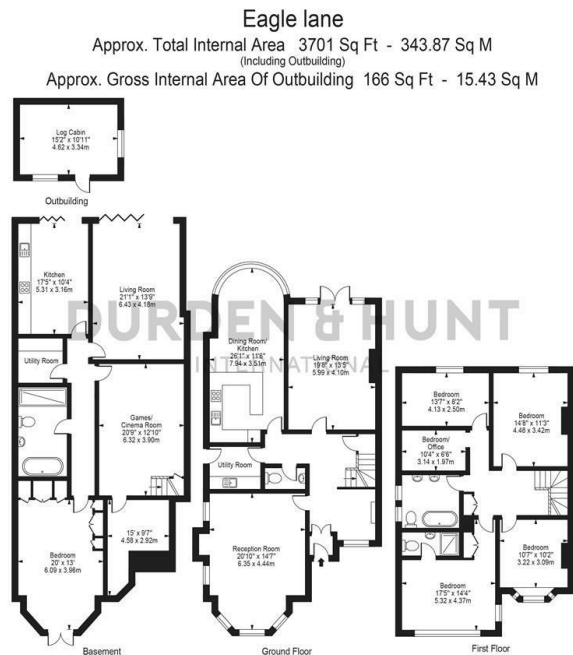 Eagle lane
Approx. Total Internal Area 3701 Sq Ft - 343.87 Sq M
(Including Outbuilding)
Approx. Gross Internal Area Of Outbuilding 166 Sq Ft - 15.43 Sq M
Log Cabin
15'2" x 10'11"
4.62 x 3.34m
Outbuilding
Kitchen
17'5" x 10'4"
5.31 x 3.16m
Living Room
21'1" x 13'9"
6.43 x 4.18m
Utility Room
Games/
Cinema Room
20'9" x 12'10"
6.32 x 3.90m
15' x 9'7"
4.58 x 2.92m
Bedroom
20' x 13'
6.09 x 3.96m
Basement
DURDEN & HUNT
INTERNATIONAL
Dining Room/
Kitchen
26'1" x 11'6"
7.94 x 3.51m
Living Room
19'8" x 13'5"
5.99 x 4.10m
Utility Room
Reception Room
20'10" x 14'7"
6.35 x 4.44m
Ground Floor
Bedroom
13'7" x 8'2"
4.13 x 2.50m
Bedroom
14'8" x 11'3"
4.46 x 3.42m
Bedroom/
Office
10'4" x 6'6"
3.14 x 1.97m
Bedroom
10'7" x 10'2"
3.22 x 3.09m
Bedroom
17'5" x 14'4"
5.32 x 4.37m
First Floor